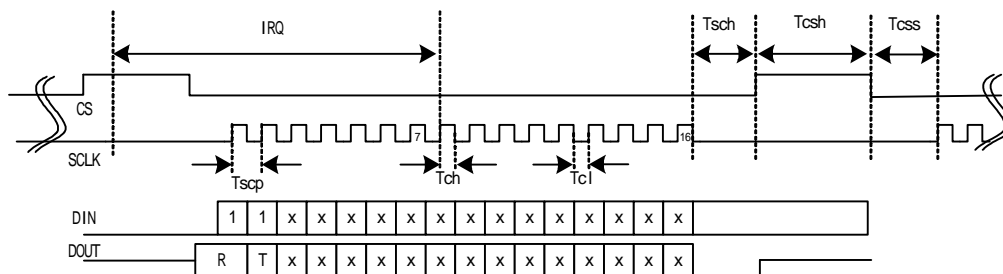 IRQ Tsch Tcsh Tcss
CS
7 16
SCLK
Tscp Tch Tcl
DIN 1 1 x x x x x x x x x x x x x x
DOUT R T x x x x x x x x x x x x x x